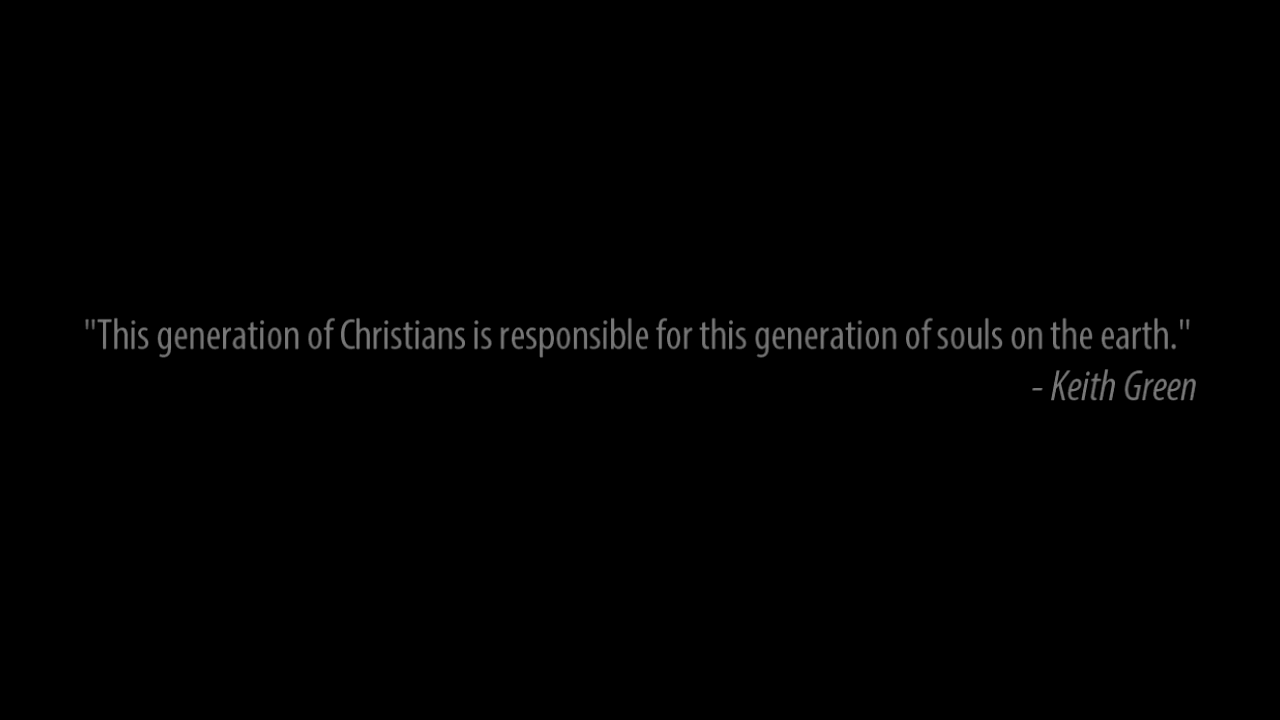 "This generation of Christians is responsible for this generation of souls on the earth."
- Keith Green